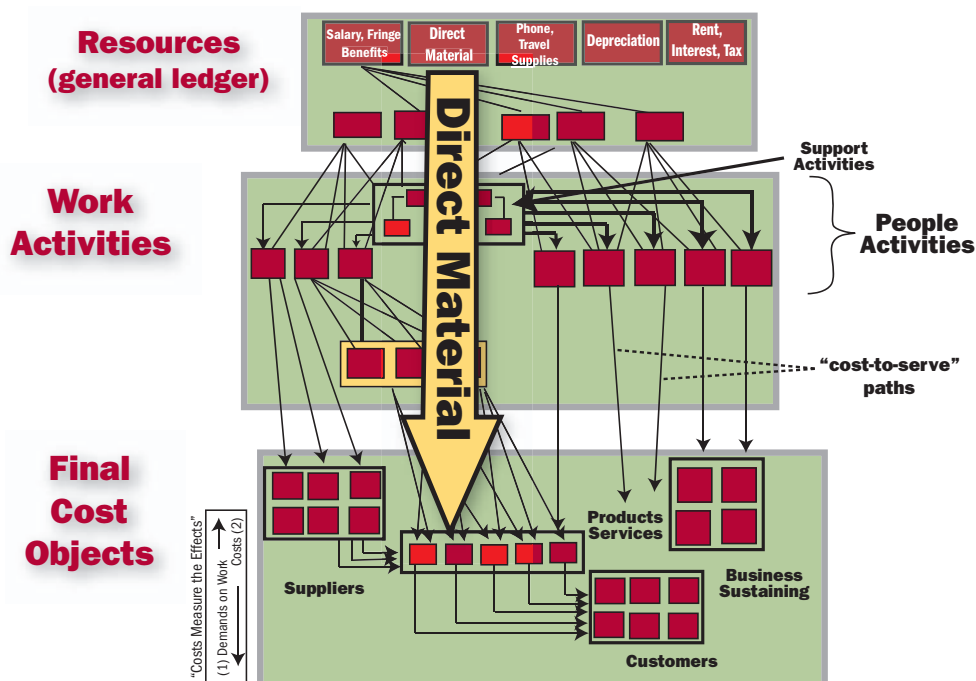 Resources
(general ledger)
Salary, Fringe
Benefits
Direct
Material
Phone,
Travel
Supplies
Depreciation
Rent,
Interest, Tax
Direct Material
Support
Activities
Work
Activities
People
Activities
“cost-to-serve”
paths
Final
Cost
Objects
“Costs Measure the Effects”
(1) Demands on Work
Costs (2)
Suppliers
Products
Services
Business
Sustaining
Customers